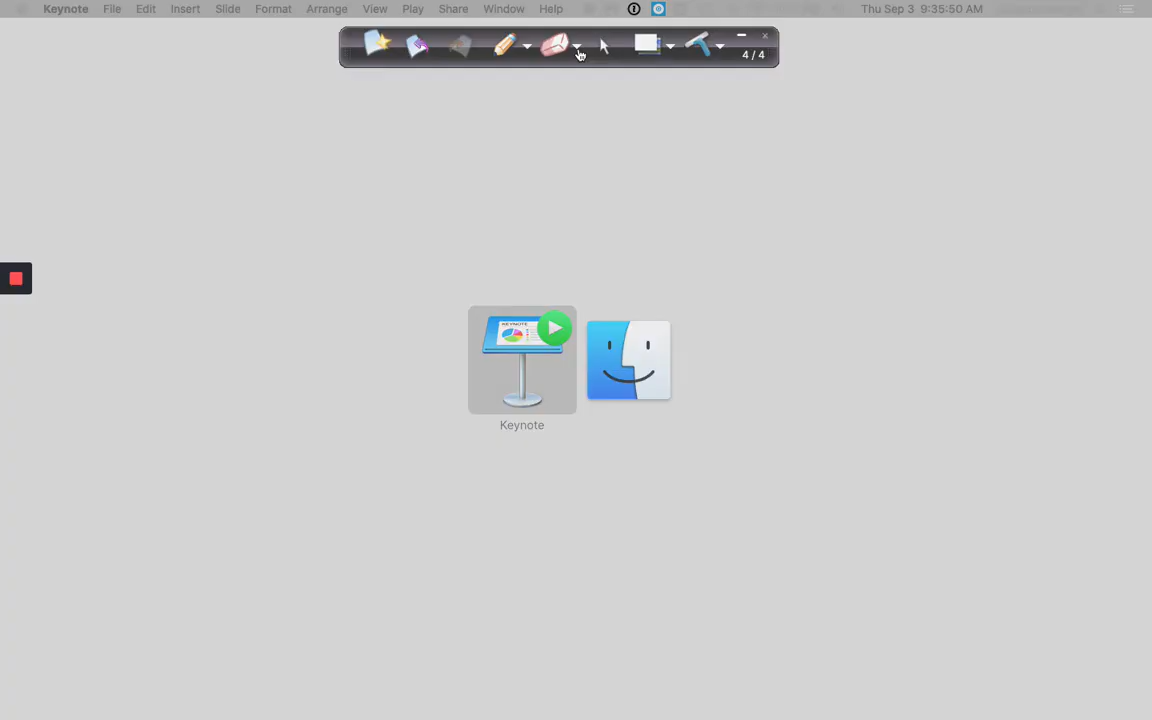 Keynote File Edit Insert Slide Format Arrange View Play Share Window Help Thu Sep 3 9:35:50 AM
4 / 4
KEYNOTE
Keynote